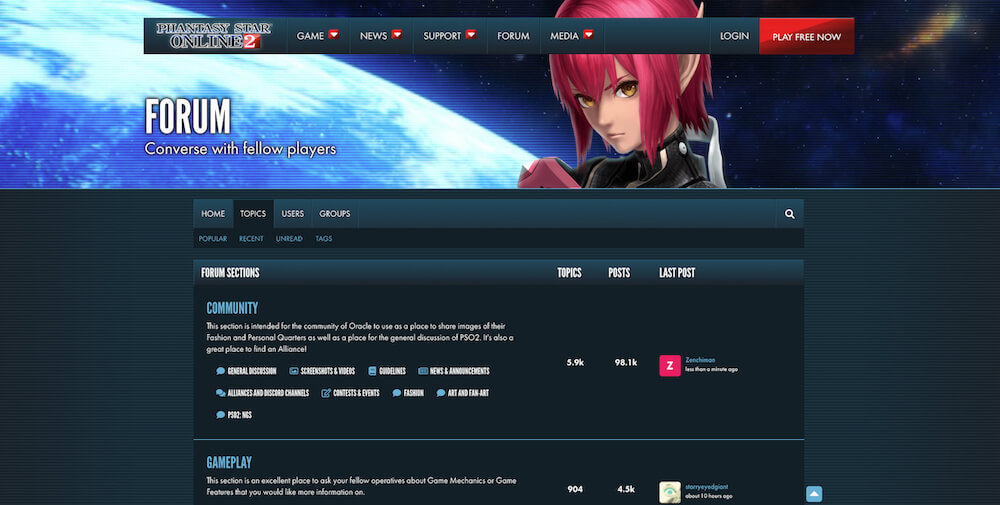 PHANTASY STAR
ONLINE 2
GAME NEWS SUPPORT FORUM MEDIA LOGIN PLAY FREE NOW
FORUM
Converse with fellow players
HOME TOPICS USERS GROUPS
POPULAR RECENT UNREAD TAGS
FORUM SECTIONS TOPICS POSTS LAST POST
COMMUNITY
This section is intended for the community of Oracle to use as a place to share images of their
Fashion and Personal Quarters as well as a place for the general discussion of PSO2. It's also a
great place to find an Alliance!
5.9k 98.1k Z Zenchiman
less than a minute ago
GENERAL DISCUSSION SCREENSHOTS & VIDEOS GUIDELINES NEWS & ANNOUNCEMENTS
ALLIANCES AND DISCORD CHANNELS CONTESTS & EVENTS FASHION ART AND FAN-ART
PSO2: NGS
GAMEPLAY
This section is an excellent place to ask your fellow operatives about Game Mechanics or Game
Features that you would like more information on.
904 4.5k starryeyedgiant
about 10 hours ago